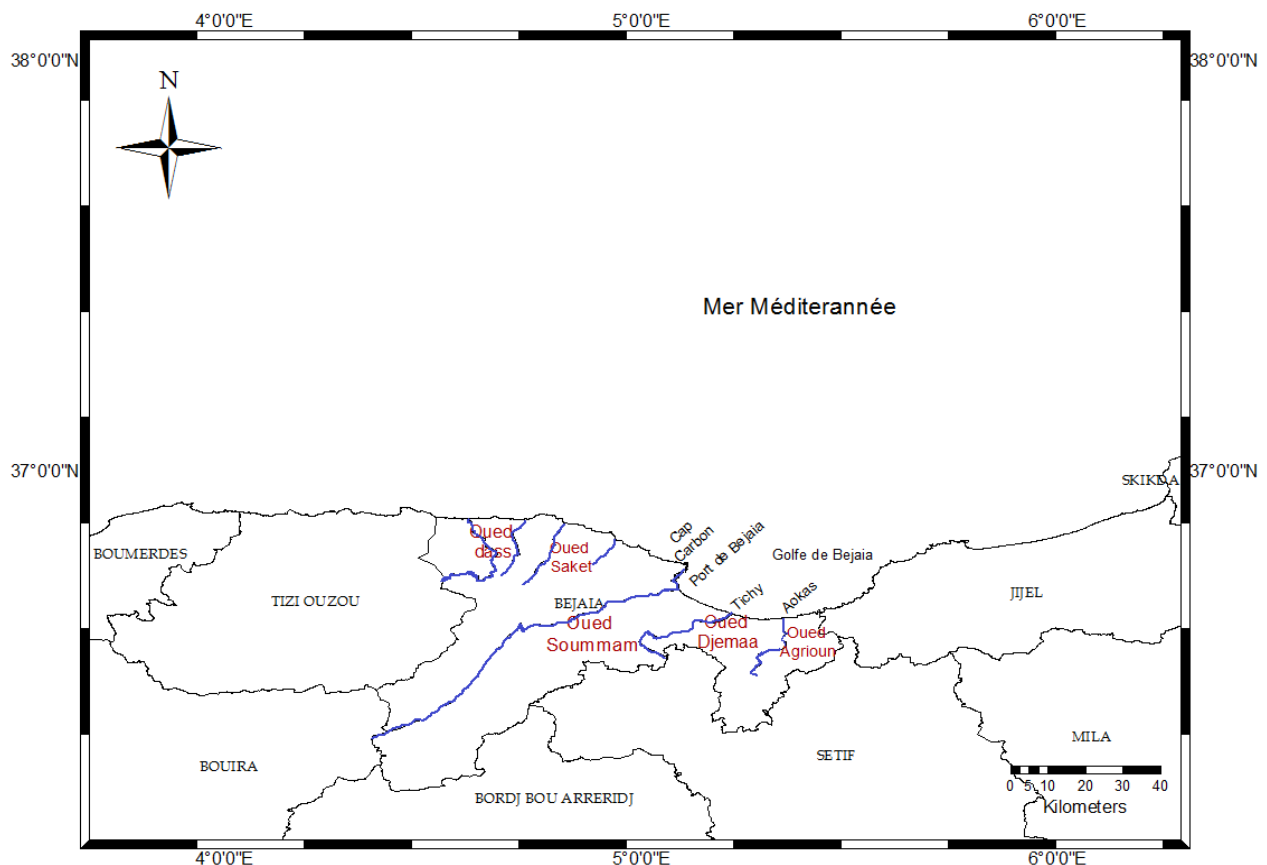 4°0'0"E 5°0'0"E 6°0'0"E
38°0'0"N 38°0'0"N
N
Mer Méditerannée
37°0'0"N 37°0'0"N
SKIKDA
Cap
Carbon
Port de Bejaia
Oued
dass
Oued
Saket
Golfe de Bejaia
BOUMERDES
TIZI OUZOU
BEJAIA
Tichy
Aokas
JIJEL
Oued
Soummam
Oued
Djemaa
Oued
Agrioun
BOUIRA
SETIF
MILA
BORDJ BOU ARRERIDJ
0 5 10 20 30 40
Kilometers
4°0'0"E 5°0'0"E 6°0'0"E